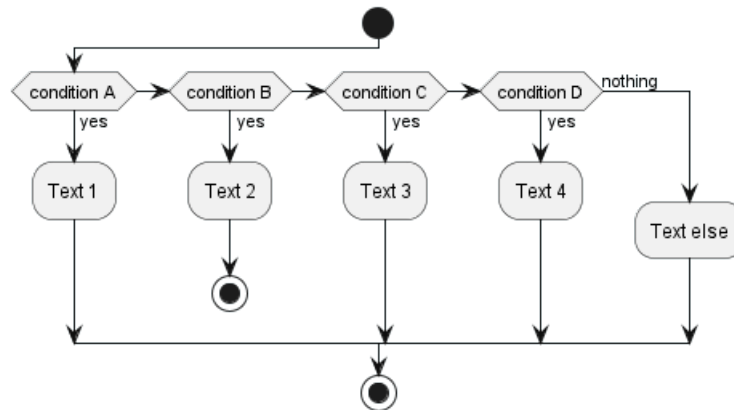 nothing
condition A
condition B
condition C
condition D
yes
yes
yes
yes
Text 1
Text 2
Text 3
Text 4
Text else